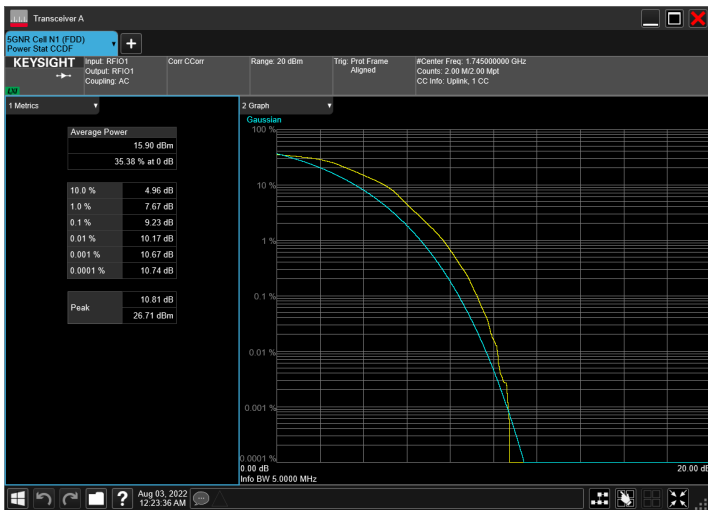 Transceiver A
5GNR Cell N1 (FDD)
Power Stat CCDF
KEYSIGHT
LXI
Input: RFIO1
Output: RFIO1
Coupling: AC
Corr CCorr
Range: 20 dBm
Trig: Prot Frame
Aligned
#Center Freq: 1.745000000 GHz
Counts: 2.00 M/2.00 Mpt
CC Info: Uplink, 1 CC
1 Metrics
Average Power
15.90 dBm
35.38 % at 0 dB
10.0 % 4.96 dB
1.0 % 7.67 dB
0.1 % 9.23 dB
0.01 % 10.17 dB
0.001 % 10.67 dB
0.0001 % 10.74 dB
Peak
10.81 dB
26.71 dBm
2 Graph
Gaussian
100 %
10 %
1 %
0.1 %
0.01 %
0.001 %
0.0001 %
0.00 dB
20.00 dB
Info BW 5.0000 MHz
?
Aug 03, 2022
12:23:36 AM